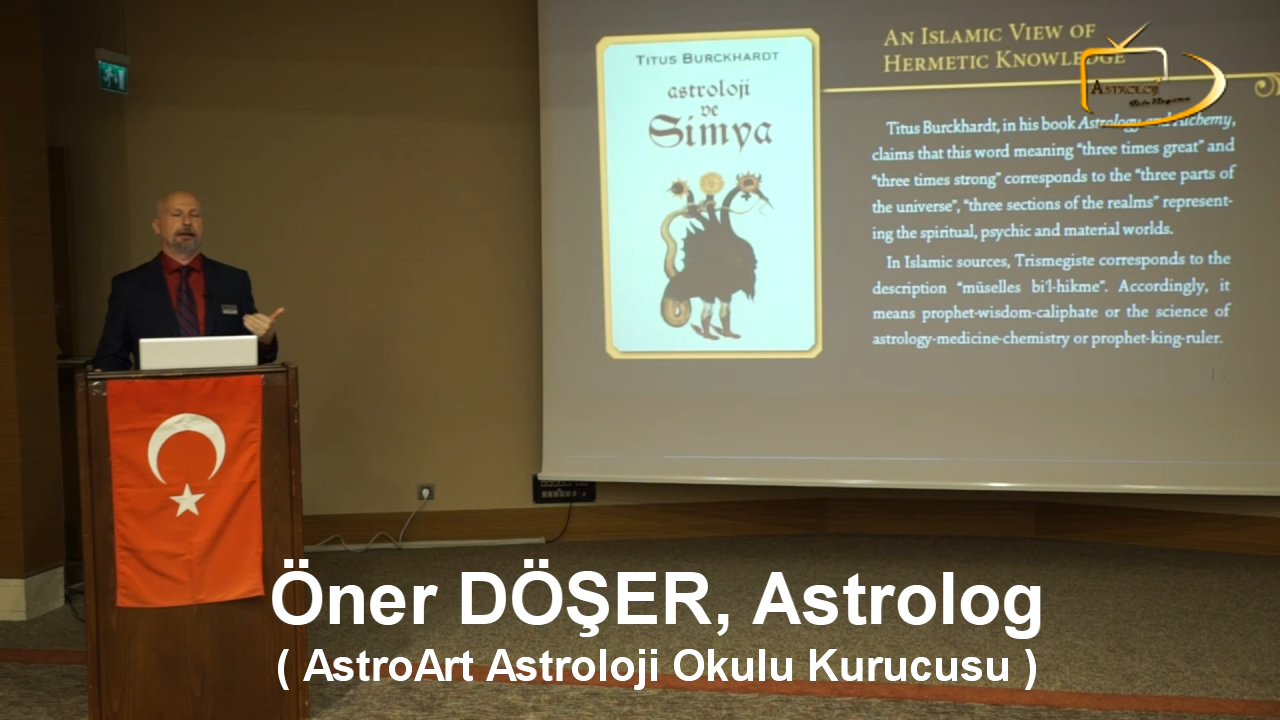 TITUS BURCKHARDT
astroloji
ve
Simya
AN ISLAMIC VIEW OF
HERMETIC KNOWLEDGE
ASTROLOJİ
Titus Burckhardt, in his book Astrology and Alchemy,
claims that this word meaning “three times great” and
“three times strong” corresponds to the “three parts of
the universe”, “three sections of the realms” represent-
ing the spiritual, psychic and material worlds.
In Islamic sources, Trismegiste corresponds to the
description “müselles bi’l-hikme”. Accordingly, it
means prophet-wisdom-caliphate or the science of
astrology-medicine-chemistry or prophet-king-ruler.
Öner DÖŞER, Astrolog
( AstroArt Astroloji Okulu Kurucusu )